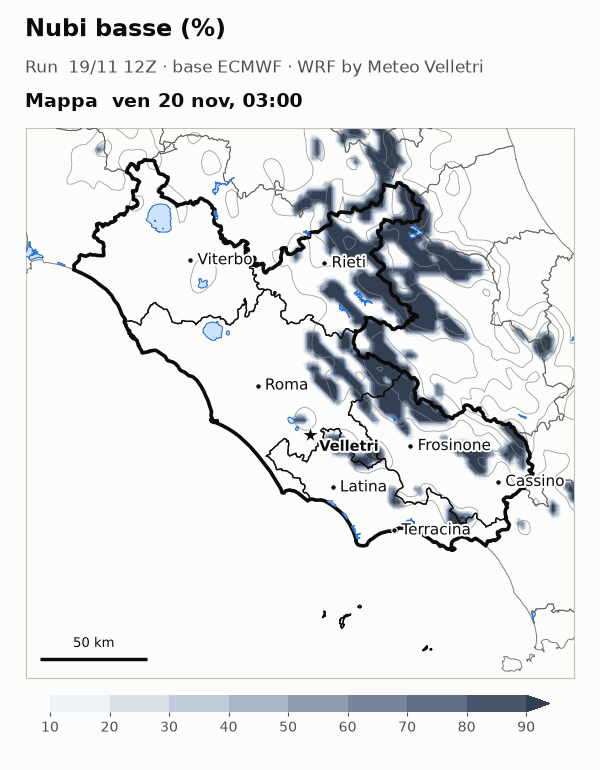 Nubi basse (%)
Run 19/11 12Z · base ECMWF · WRF by Meteo Velletri
Mappa ven 20 nov, 03:00
Viterbo
Rieti
Roma
Velletri
Frosinone
Latina
Cassino
Terracina
50 km
10 20 30 40 50 60 70 80 90